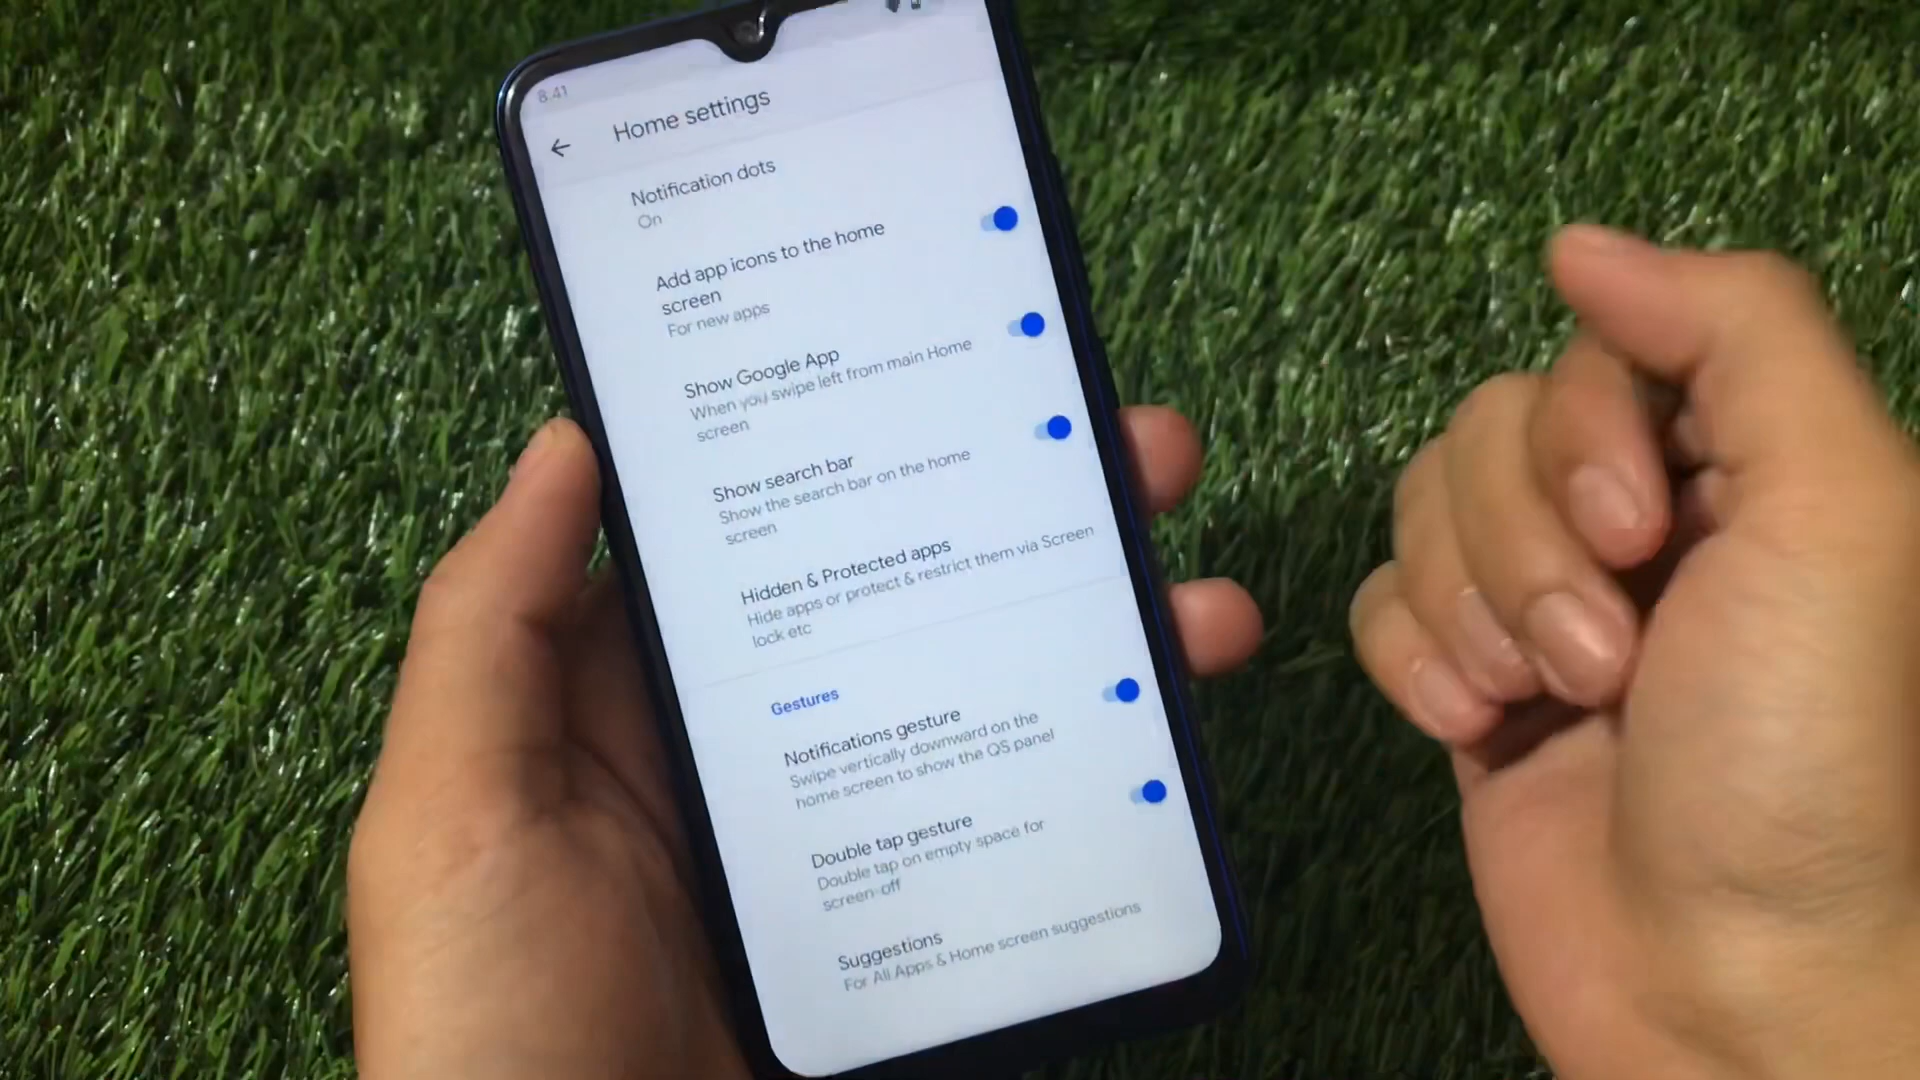 8:41
Home settings
Notification dots
On
Add app icons to the home
screen
For new apps
Show Google App
When you swipe left from main Home
screen
Show search bar
Show the search bar on the home
screen
Hidden & Protected apps
Hide apps or protect & restrict them via Screen
lock etc
Gestures
Notifications gesture
Swipe vertically downward on the
home screen to show the QS panel
Double tap gesture
Double tap on empty space for
screen-off
Suggestions
For All Apps & Home screen suggestions